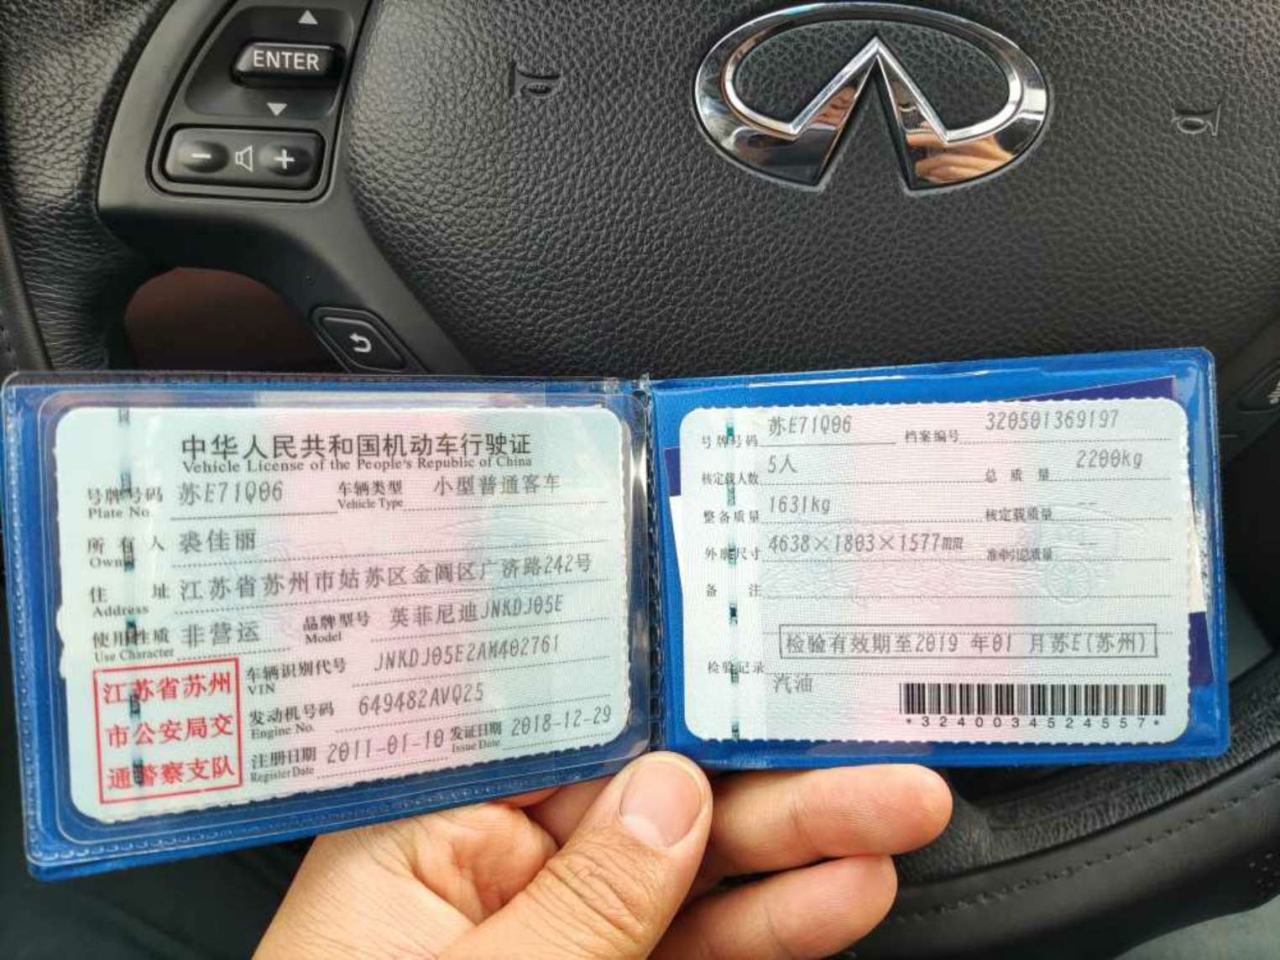 ENTER
中华人民共和国机动车行驶证
Vehicle License of the People's Republic of China
号牌号码 苏E71Q06 车辆类型 小型普通客车
Plate No. Vehicle Type
所有人 裘佳丽
Owner
住址 江苏省苏州市姑苏区金阊区广济路242号
Address
使用性质 非营运 品牌型号 英菲尼迪JNKDJ05E
Use Character Model
江苏省苏州
市公安局交
通警察支队
车辆识别代号 JNKDJ05E2AM402761
VIN
发动机号码 649482AVQ25
Engine No.
注册日期 2011-01-10 发证日期 2018-12-29
Register Date Issue Date
号牌号码 苏E71Q06 档案编号 320501369197
核定载人数 5人 总质量 2200kg
整备质量 1631kg 核定载质量 --
外廓尺寸 4638×1803×1577mm 准牵引总质量 --
备注
检验有效期至2019年01月苏E(苏州)
检验记录
汽油
*3240034524557*